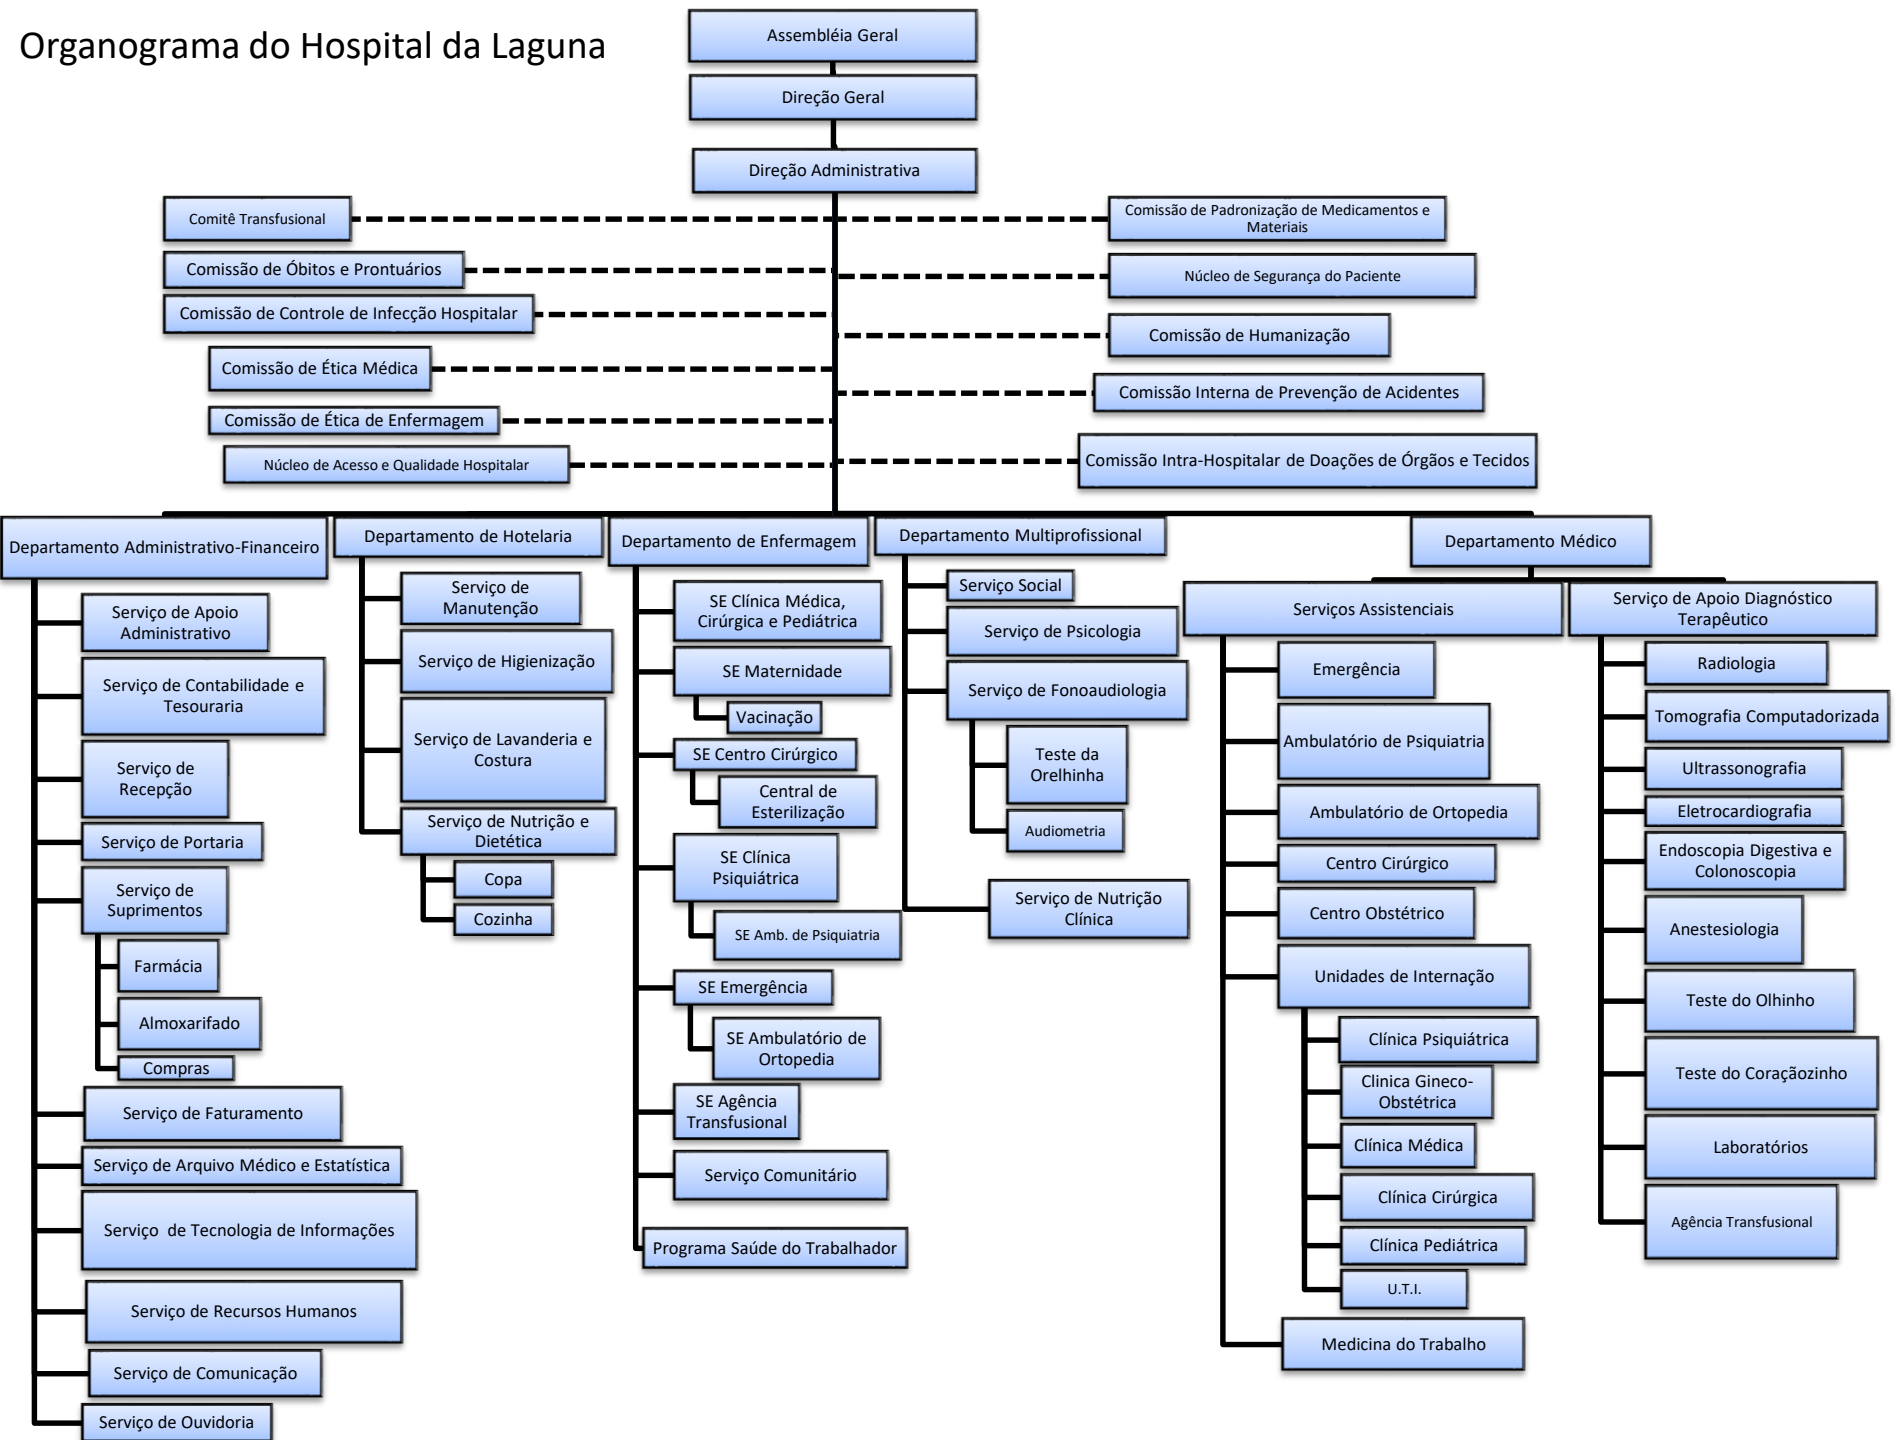 Organograma do Hospital da Laguna
Assembléia Geral
Direção Geral
Direção Administrativa
Comitê Transfusional
Comissão de Óbitos e Prontuários
Comissão de Controle de Infecção Hospitalar
Comissão de Ética Médica
Comissão de Ética de Enfermagem
Núcleo de Acesso e Qualidade Hospitalar
Comissão de Padronização de Medicamentos e
Materiais
Núcleo de Segurança do Paciente
Comissão de Humanização
Comissão Interna de Prevenção de Acidentes
Comissão Intra-Hospitalar de Doações de Órgãos e Tecidos
Departamento Administrativo-Financeiro
Serviço de Apoio
Administrativo
Serviço de Contabilidade e
Tesouraria
Serviço de
Recepção
Serviço de Portaria
Serviço de
Suprimentos
Farmácia
Almoxarifado
Compras
Serviço de Faturamento
Serviço de Arquivo Médico e Estatística
Serviço  de Tecnologia de Informações
Serviço de Recursos Humanos
Serviço de Comunicação
Serviço de Ouvidoria
Departamento de Hotelaria
Serviço de
Manutenção
Serviço de Higienização
Serviço de Lavanderia e
Costura
Serviço de Nutrição e
Dietética
Copa
Cozinha
Departamento de Enfermagem
SE Clínica Médica,
Cirúrgica e Pediátrica
SE Maternidade
Vacinação
SE Centro Cirúrgico
Central de
Esterilização
SE Clínica
Psiquiátrica
SE Amb. de Psiquiatria
SE Emergência
SE Ambulatório de
Ortopedia
SE Agência
Transfusional
Serviço Comunitário
Programa Saúde do Trabalhador
Departamento Multiprofissional
Serviço Social
Serviço de Psicologia
Serviço de Fonoaudiologia
Teste da
Orelhinha
Audiometria
Serviço de Nutrição
Clínica
Departamento Médico
Serviços Assistenciais
Emergência
Ambulatório de Psiquiatria
Ambulatório de Ortopedia
Centro Cirúrgico
Centro Obstétrico
Unidades de Internação
Clínica Psiquiátrica
Clinica Gineco-
Obstétrica
Clínica Médica
Clínica Cirúrgica
Clínica Pediátrica
U.T.I.
Medicina do Trabalho
Serviço de Apoio Diagnóstico
Terapêutico
Radiologia
Tomografia Computadorizada
Ultrassonografia
Eletrocardiografia
Endoscopia Digestiva e
Colonoscopia
Anestesiologia
Teste do Olhinho
Teste do Coraçãozinho
Laboratórios
Agência Transfusional